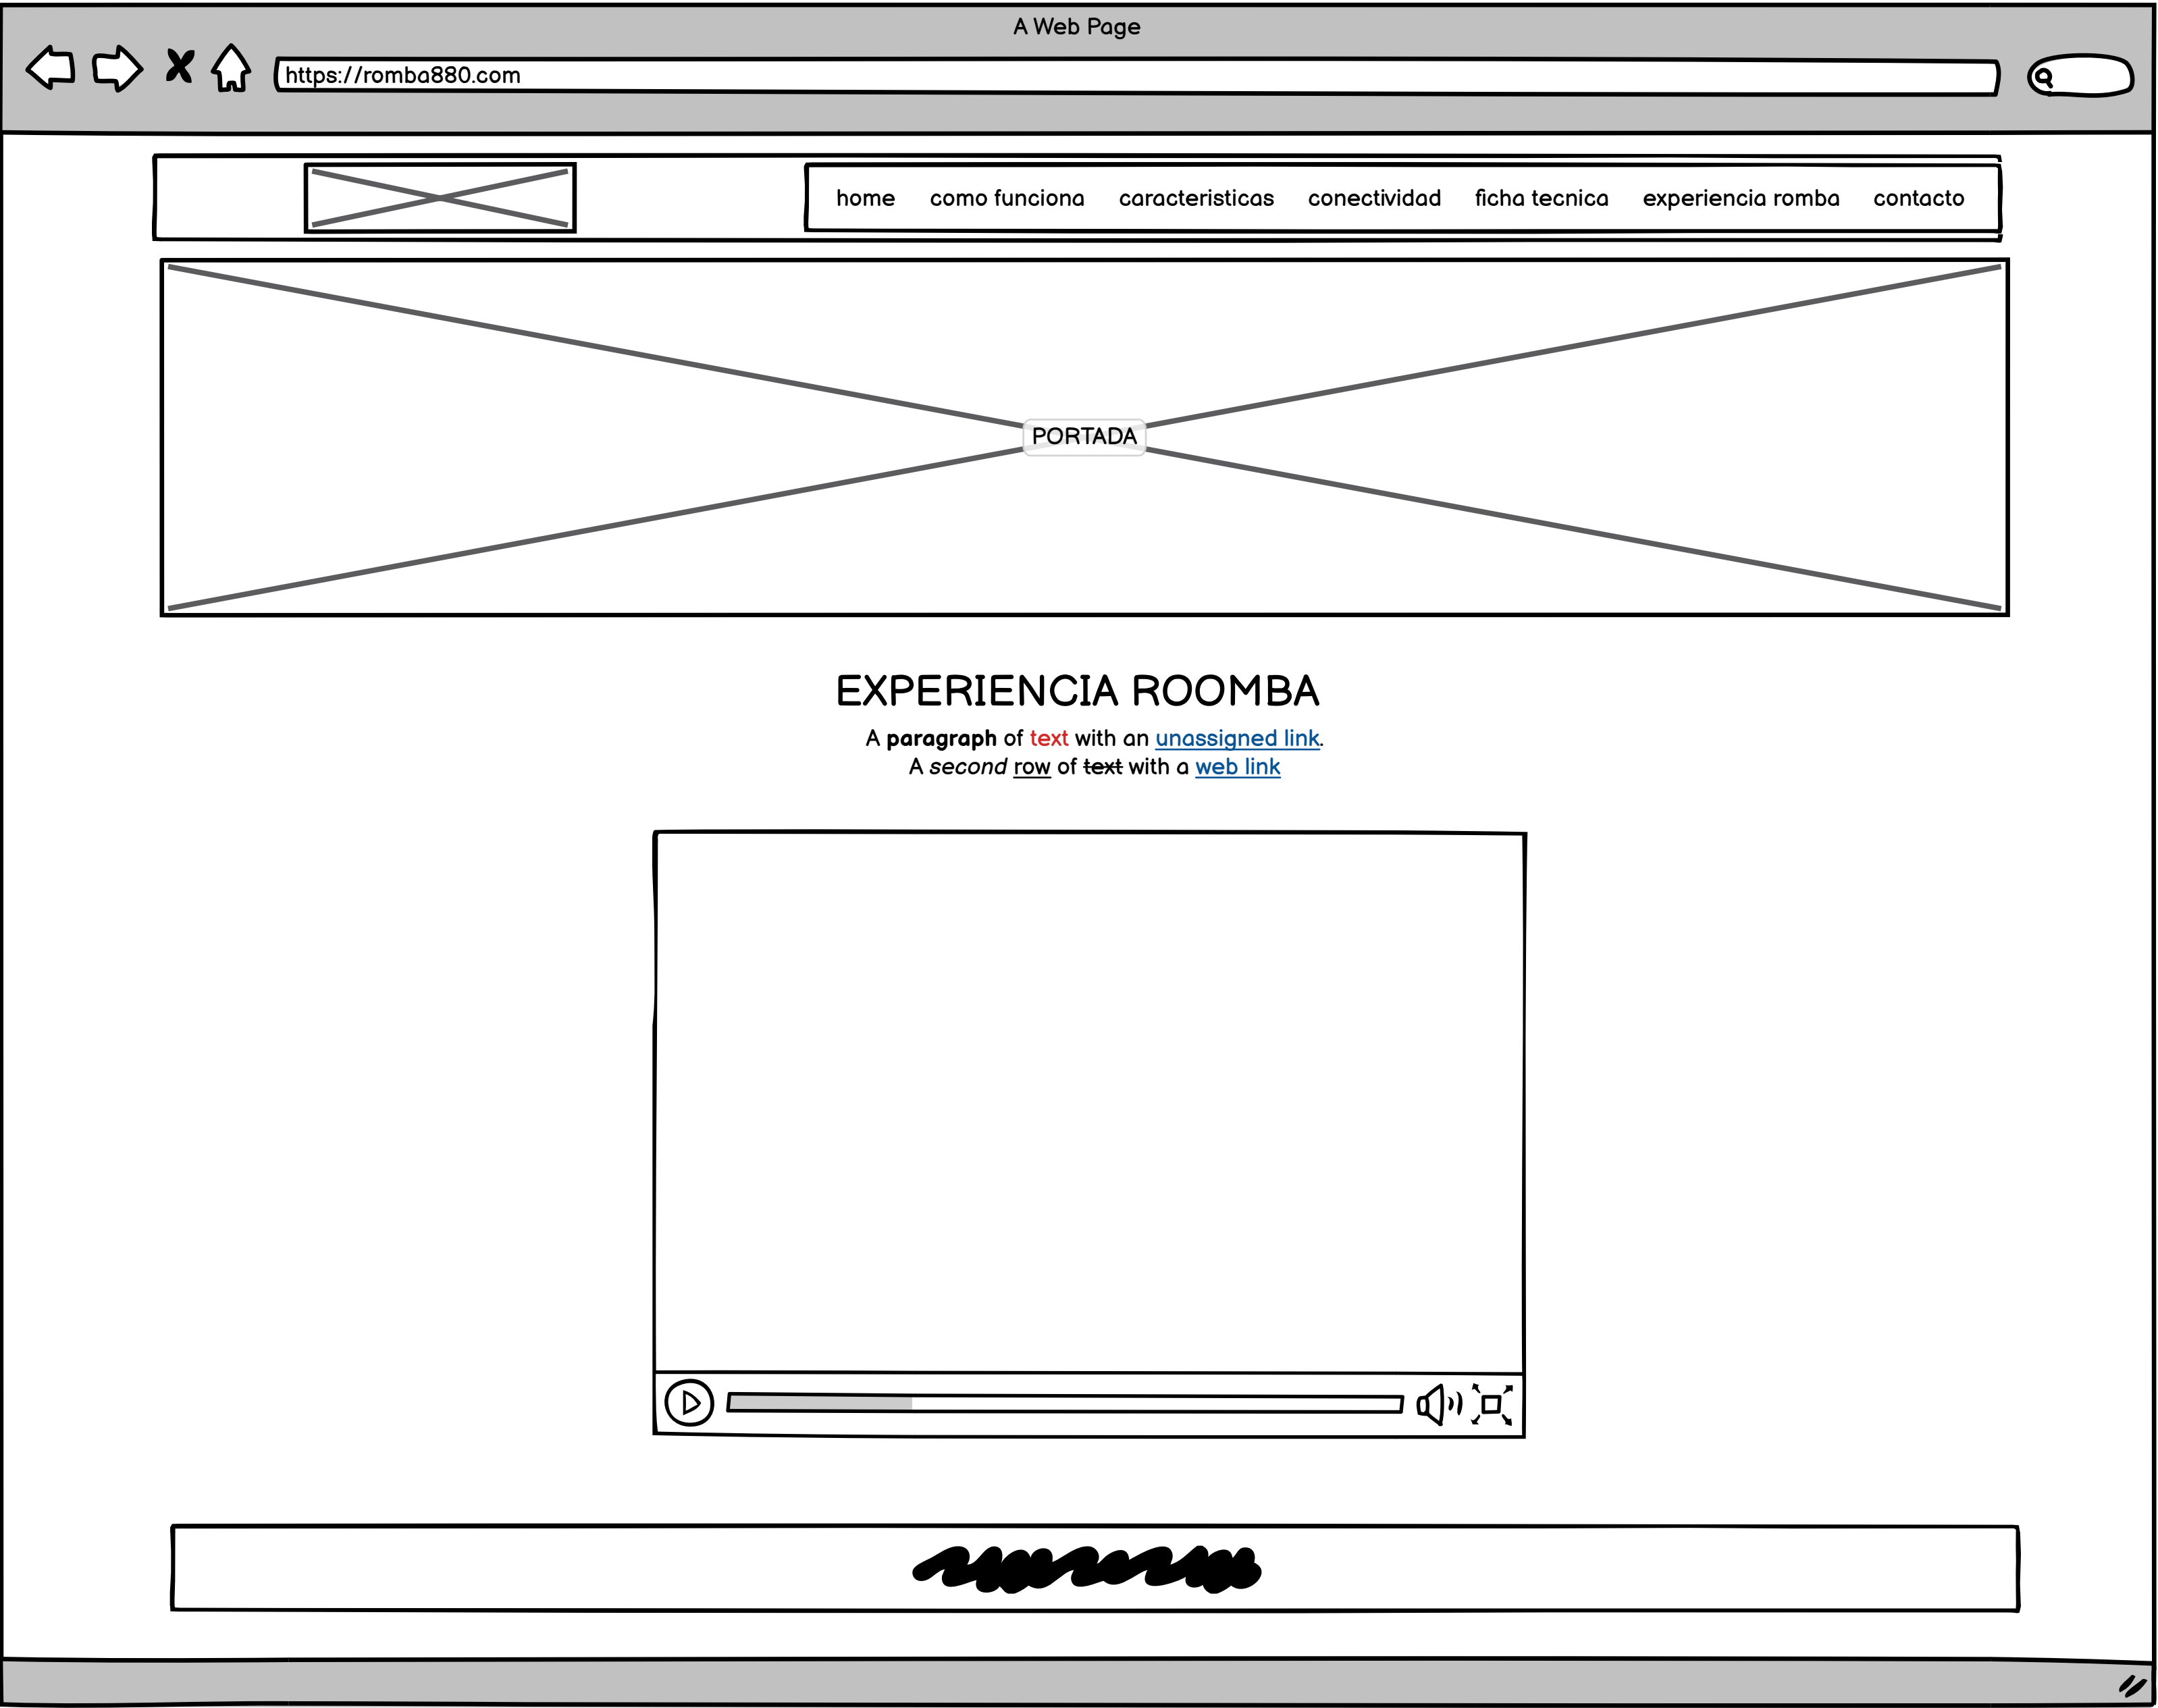 A Web Page
https://romba880.com
home como funciona caracteristicas conectividad ficha tecnica experiencia romba contacto
PORTADA
EXPERIENCIA ROOMBA
A paragraph of text with an unassigned link.
A second row of text with a web link